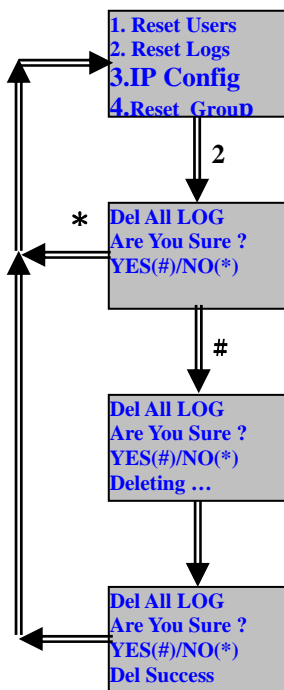 1. Reset Users
2. Reset Logs
3.IP Config
4.Reset Group
2
*
Del All LOG
Are You Sure ?
YES(#)/NO(*)
#
Del All LOG
Are You Sure ?
YES(#)/NO(*)
Deleting …
Del All LOG
Are You Sure ?
YES(#)/NO(*)
Del Success